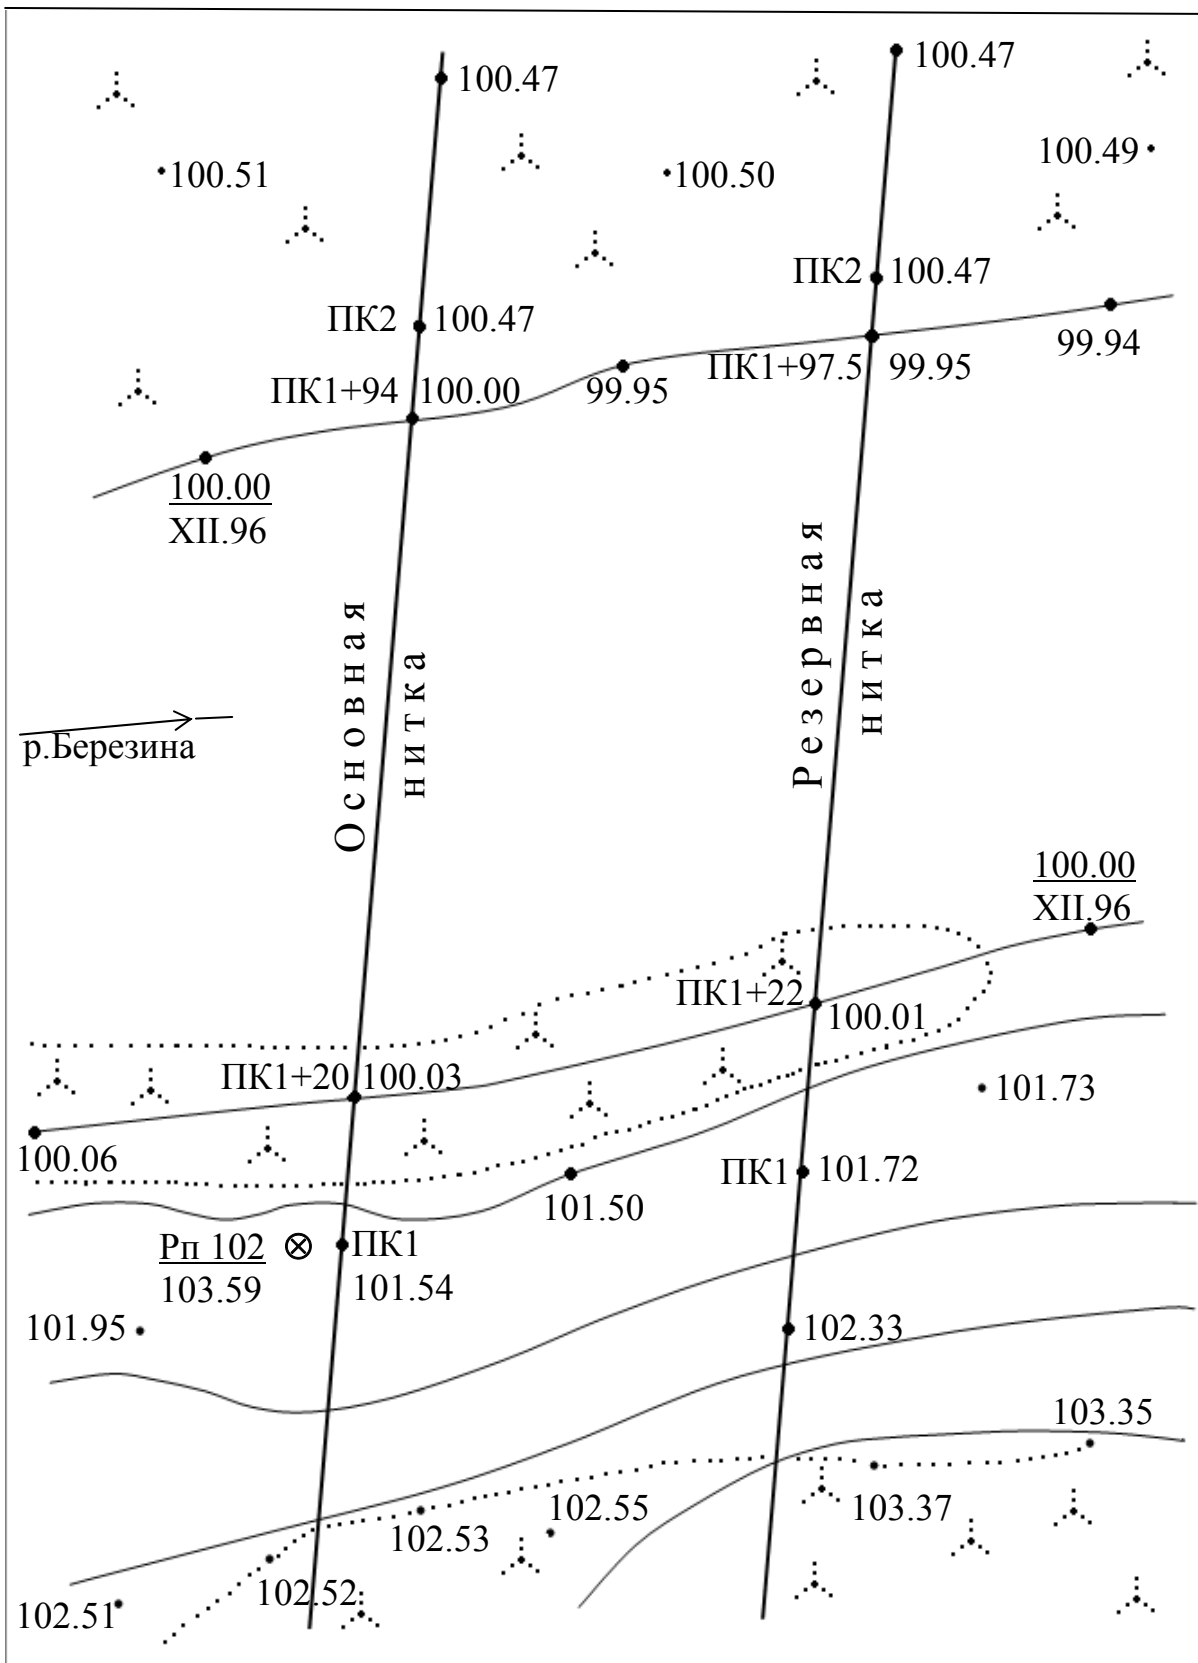 100.47
100.47
100.51
100.50
100.49
ПК2 100.47
ПК2 100.47
ПК1+94 100.00
99.95
ПК1+97.5 99.95
99.94
100.00
XII.96
Основная
нитка
Резервная
нитка
р.Березина
100.00
XII.96
ПК1+22
100.01
ПК1+20 100.03
101.73
100.06
101.50
ПК1 101.72
Рп 102
103.59
ПК1
101.54
101.95
102.33
103.35
102.53
102.55
103.37
102.52
102.51